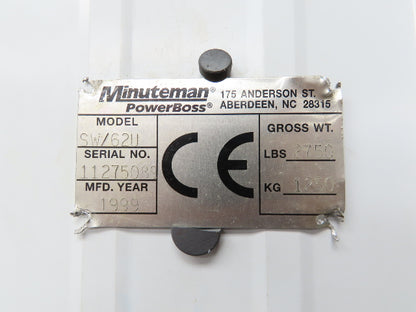 Minuteman® 175 ANDERSON ST.
PowerBoss® ABERDEEN, NC 28315
MODEL
SW/62U
SERIAL NO.
MFD. YEAR
1999
CE
GROSS WT.
LBS
KG